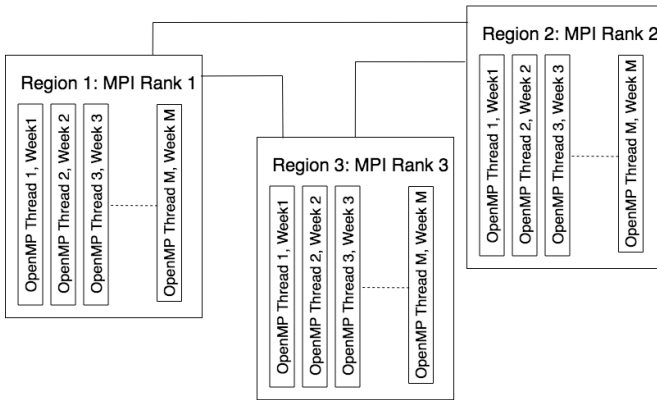 Region 1: MPI Rank 1
OpenMP Thread 1, Week1
OpenMP Thread 2, Week 2
OpenMP Thread 3, Week 3
OpenMP Thread M, Week M
Region 3: MPI Rank 3
OpenMP Thread 1, Week1
OpenMP Thread 2, Week 2
OpenMP Thread 3, Week 3
OpenMP Thread M, Week M
Region 2: MPI Rank 2
OpenMP Thread 1, Week1
OpenMP Thread 2, Week 2
OpenMP Thread 3, Week 3
OpenMP Thread M, Week M